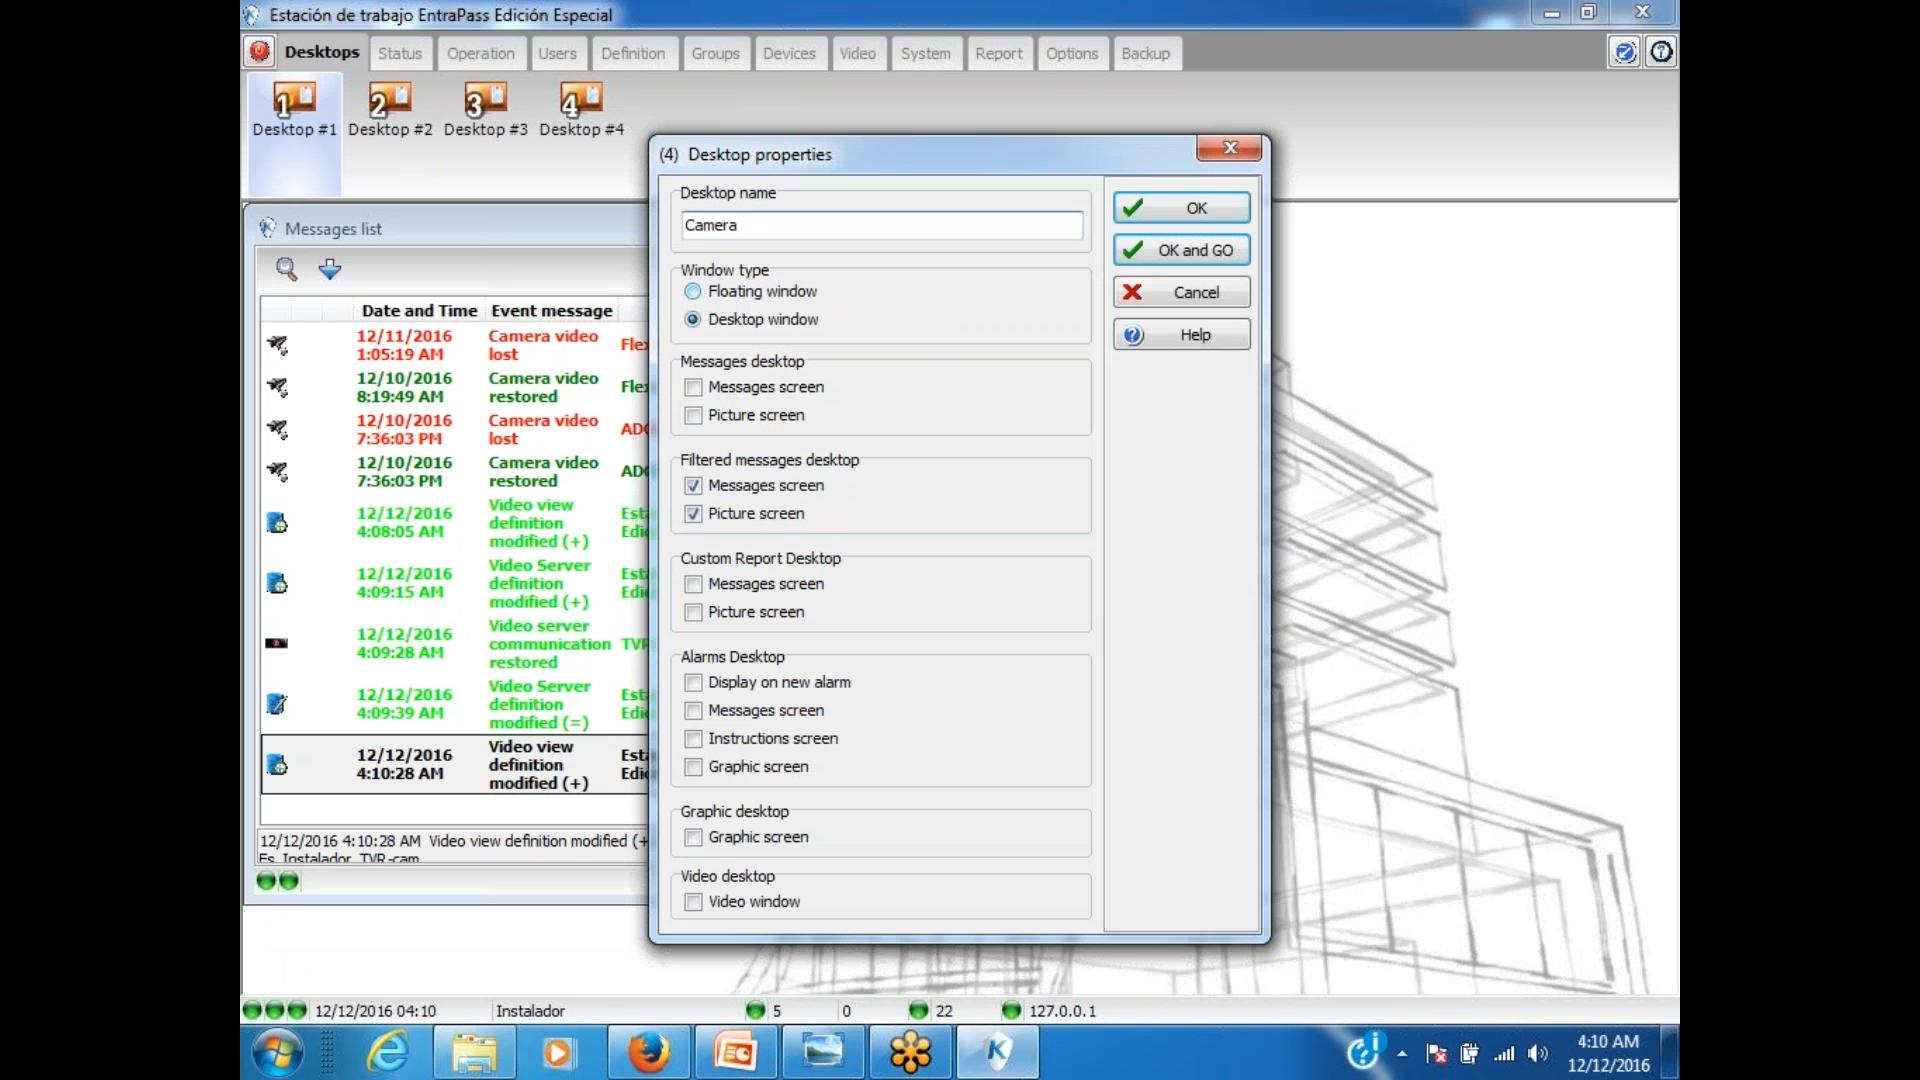 Estación de trabajo EntraPass Edición Especial
Desktops Status Operation Users Definition Groups Devices Video System Report Options Backup
1 2 3 4
Desktop #1 Desktop #2 Desktop #3 Desktop #4
Messages list
Date and Time Event message
12/11/2016 Camera video
1:05:19 AM lost
12/10/2016 Camera video
8:19:49 AM restored
12/10/2016 Camera video
7:36:03 PM lost
12/10/2016 Camera video
7:36:03 PM restored
12/12/2016 Video view
4:08:05 AM definition
modified (+)
12/12/2016 Video Server
4:09:15 AM definition
modified (+)
12/12/2016 Video server
4:09:28 AM communication
restored
12/12/2016 Video Server
4:09:39 AM definition
modified (=)
12/12/2016 Video view
4:10:28 AM definition
modified (+)
12/12/2016 4:10:28 AM Video view definition modified (+
Es Instalador TVR-cam
(4) Desktop properties
Desktop name
Camera
Window type
Floating window
Desktop window
Messages desktop
Messages screen
Picture screen
Filtered messages desktop
Messages screen
Picture screen
Custom Report Desktop
Messages screen
Picture screen
Alarms Desktop
Display on new alarm
Messages screen
Instructions screen
Graphic screen
Graphic desktop
Graphic screen
Video desktop
Video window
OK
OK and GO
Cancel
Help
12/12/2016 04:10 Instalador 5 0 22 127.0.0.1
4:10 AM
12/12/2016